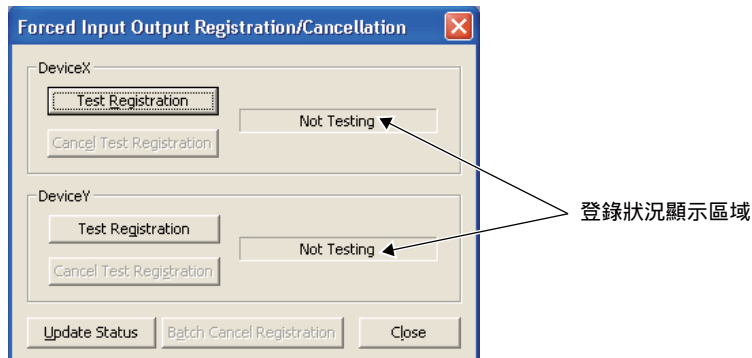 Forced Input Output Registration/Cancellation
DeviceX
Test Registration
Not Testing
Cancel Test Registration
登錄狀況顯示區域
DeviceY
Test Registration
Not Testing
Cancel Test Registration
Update Status
Batch Cancel Registration
Close